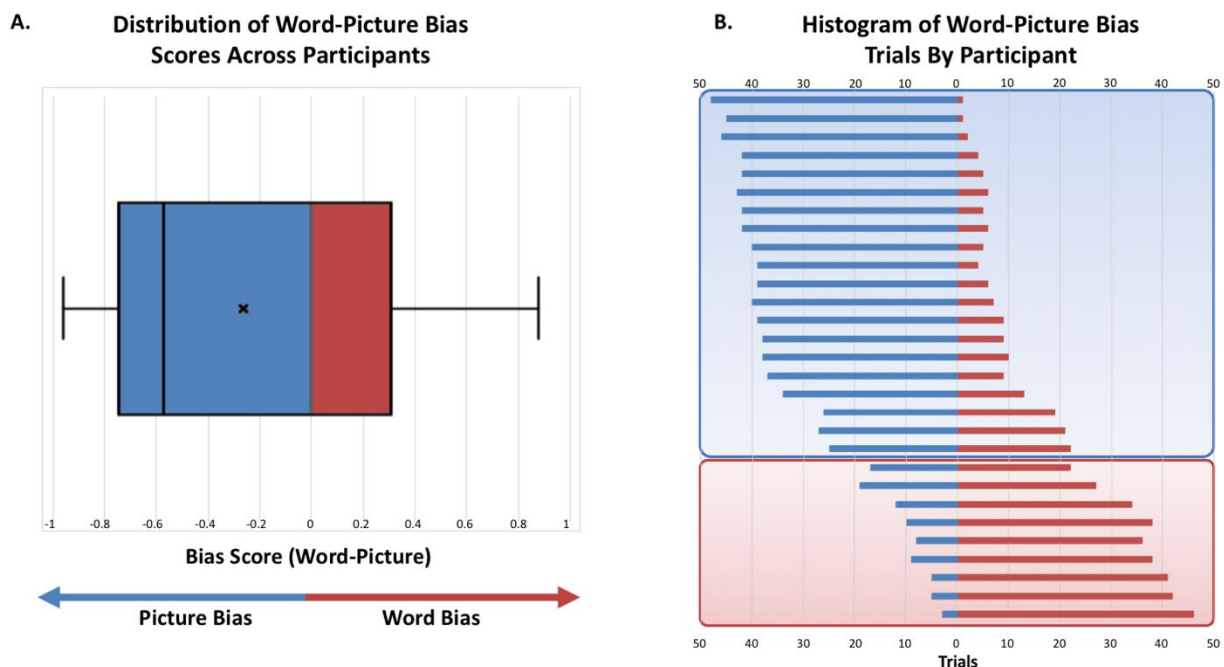 A.
Distribution of Word-Picture Bias
Scores Across Participants
-1 -0.8 -0.6 -0.4 -0.2 0 0.2 0.4 0.6 0.8 1
Bias Score (Word-Picture)
Picture Bias Word Bias
B.
Histogram of Word-Picture Bias
Trials By Participant
50 40 30 20 10 0 10 20 30 40 50
50 40 30 20 10 0 10 20 30 40 50
Trials